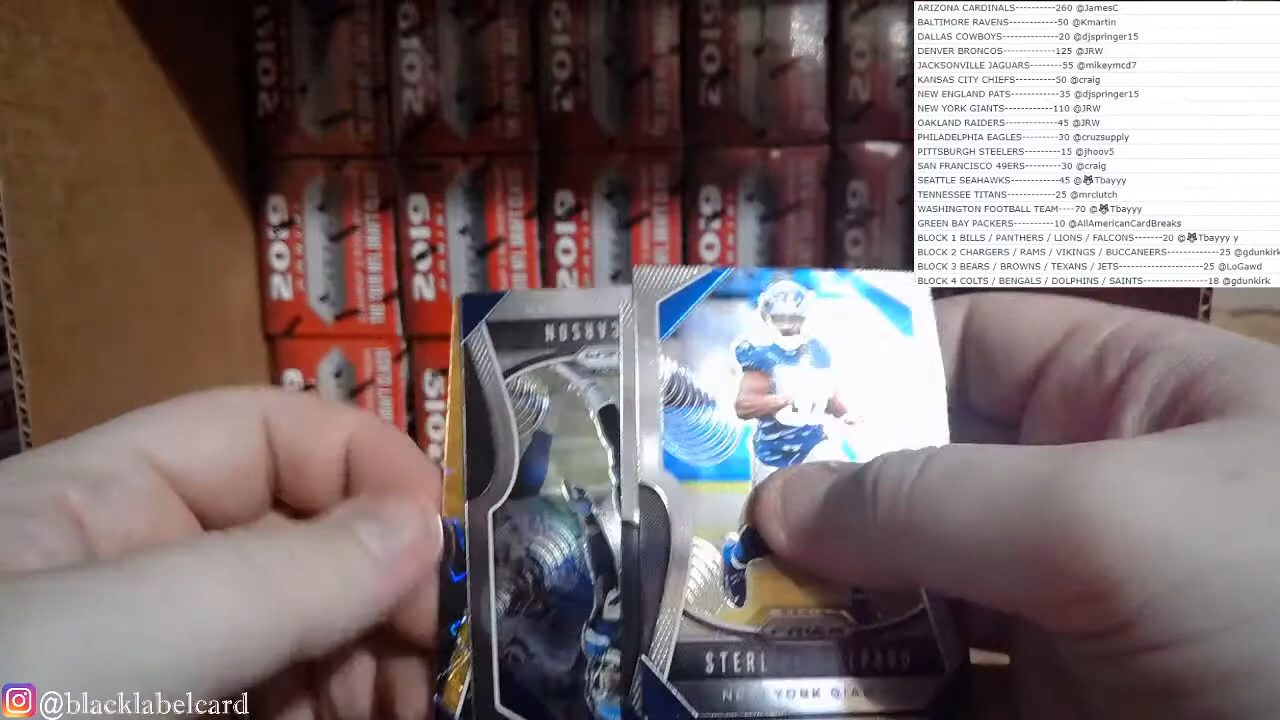 ARIZONA CARDINALS----------260 @JamesC
BALTIMORE RAVENS------------50 @Kmartin
DALLAS COWBOYS--------------20 @djspringer15
DENVER BRONCOS-------------125 @JRW
JACKSONVILLE JAGUARS--------55 @mikeymcd7
KANSAS CITY CHIEFS----------50 @craig
NEW ENGLAND PATS------------35 @djspringer15
NEW YORK GIANTS------------110 @JRW
OAKLAND RAIDERS-------------45 @JRW
PHILADELPHIA EAGLES---------30 @cruzsupply
PITTSBURGH STEELERS---------15 @jhoov5
SAN FRANCISCO 49ERS---------30 @craig
SEATTLE SEAHAWKS------------45 @😈Tbayyy
TENNESSEE TITANS------------25 @mrclutch
WASHINGTON FOOTBALL TEAM----70 @😈Tbayyy
GREEN BAY PACKERS-----------10 @AllAmericanCardBreaks
BLOCK 1 BILLS / PANTHERS / LIONS / FALCONS-------20 @😈Tbayyy y
BLOCK 2 CHARGERS / RAMS / VIKINGS / BUCCANEERS------------25 @gdunkirk
BLOCK 3 BEARS / BROWNS / TEXANS / JETS---------------------25 @LoGawd
BLOCK 4 COLTS / BENGALS / DOLPHINS / SAINTS----------------18 @gdunkirk
2019
2019
2019
2019
2019
2019
2019
2019
CARSON
NEW YORK GIA
@blacklabelcard